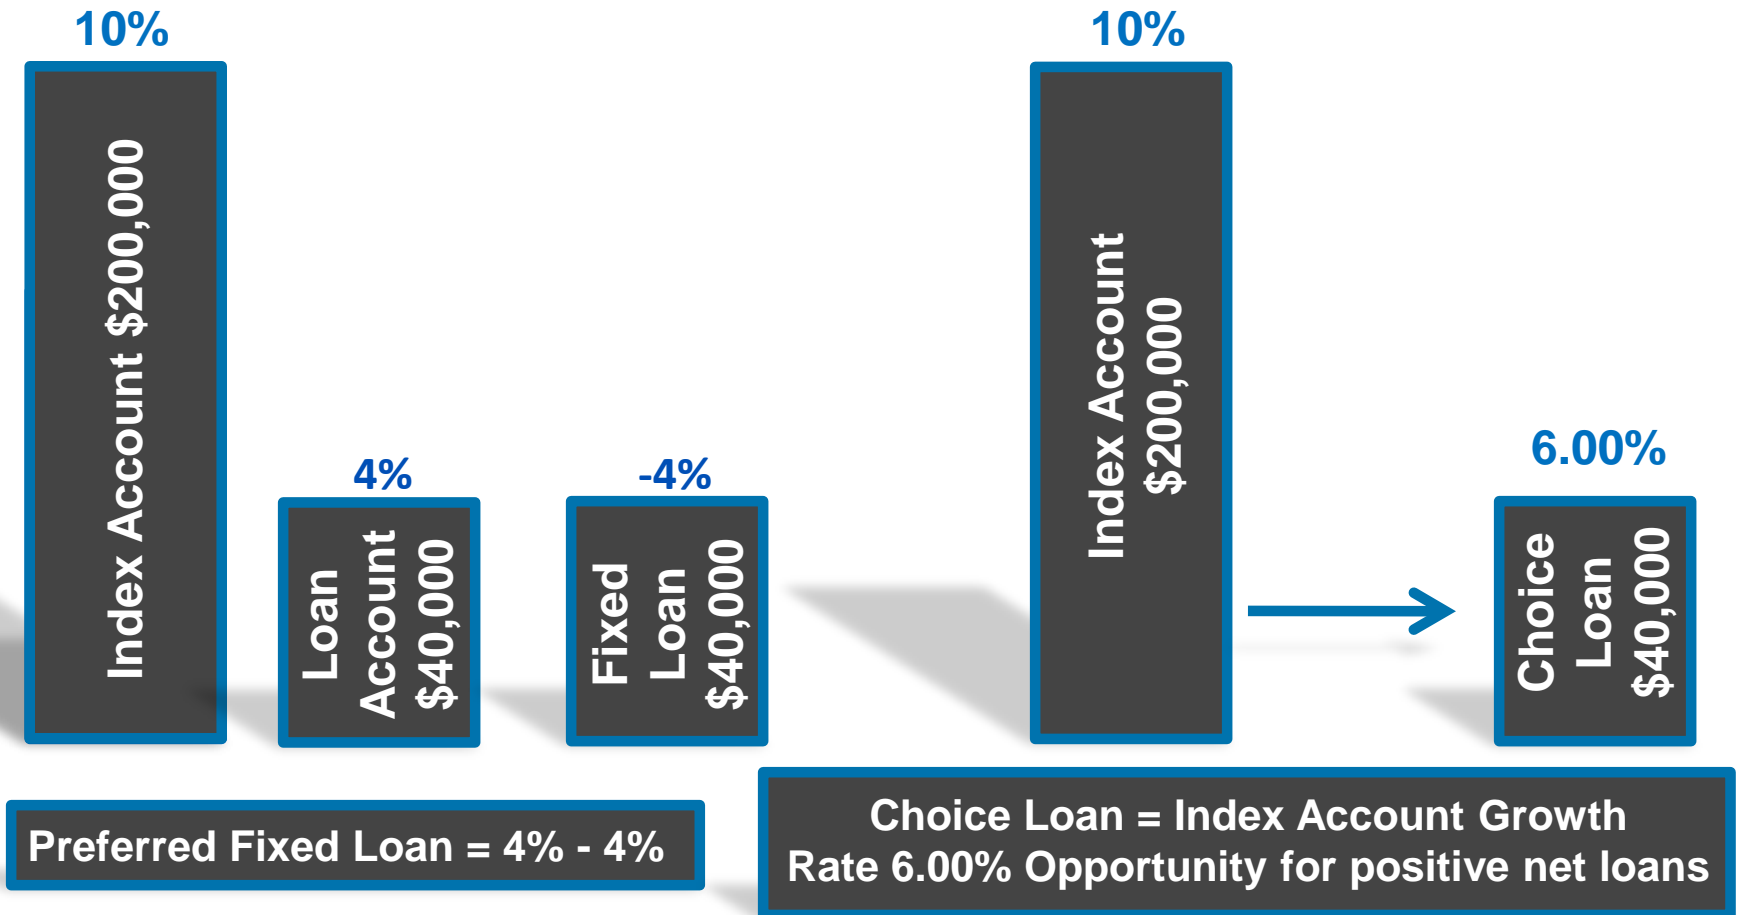 10%
Index Account $200,000
4%
Loan
Account
$40,000
-4%
Fixed
Loan
$40,000
Preferred Fixed Loan = 4% - 4%
10%
Index Account
$200,000
6.00%
Choice
Loan
$40,000
Choice Loan = Index Account Growth
Rate 6.00% Opportunity for positive net loans